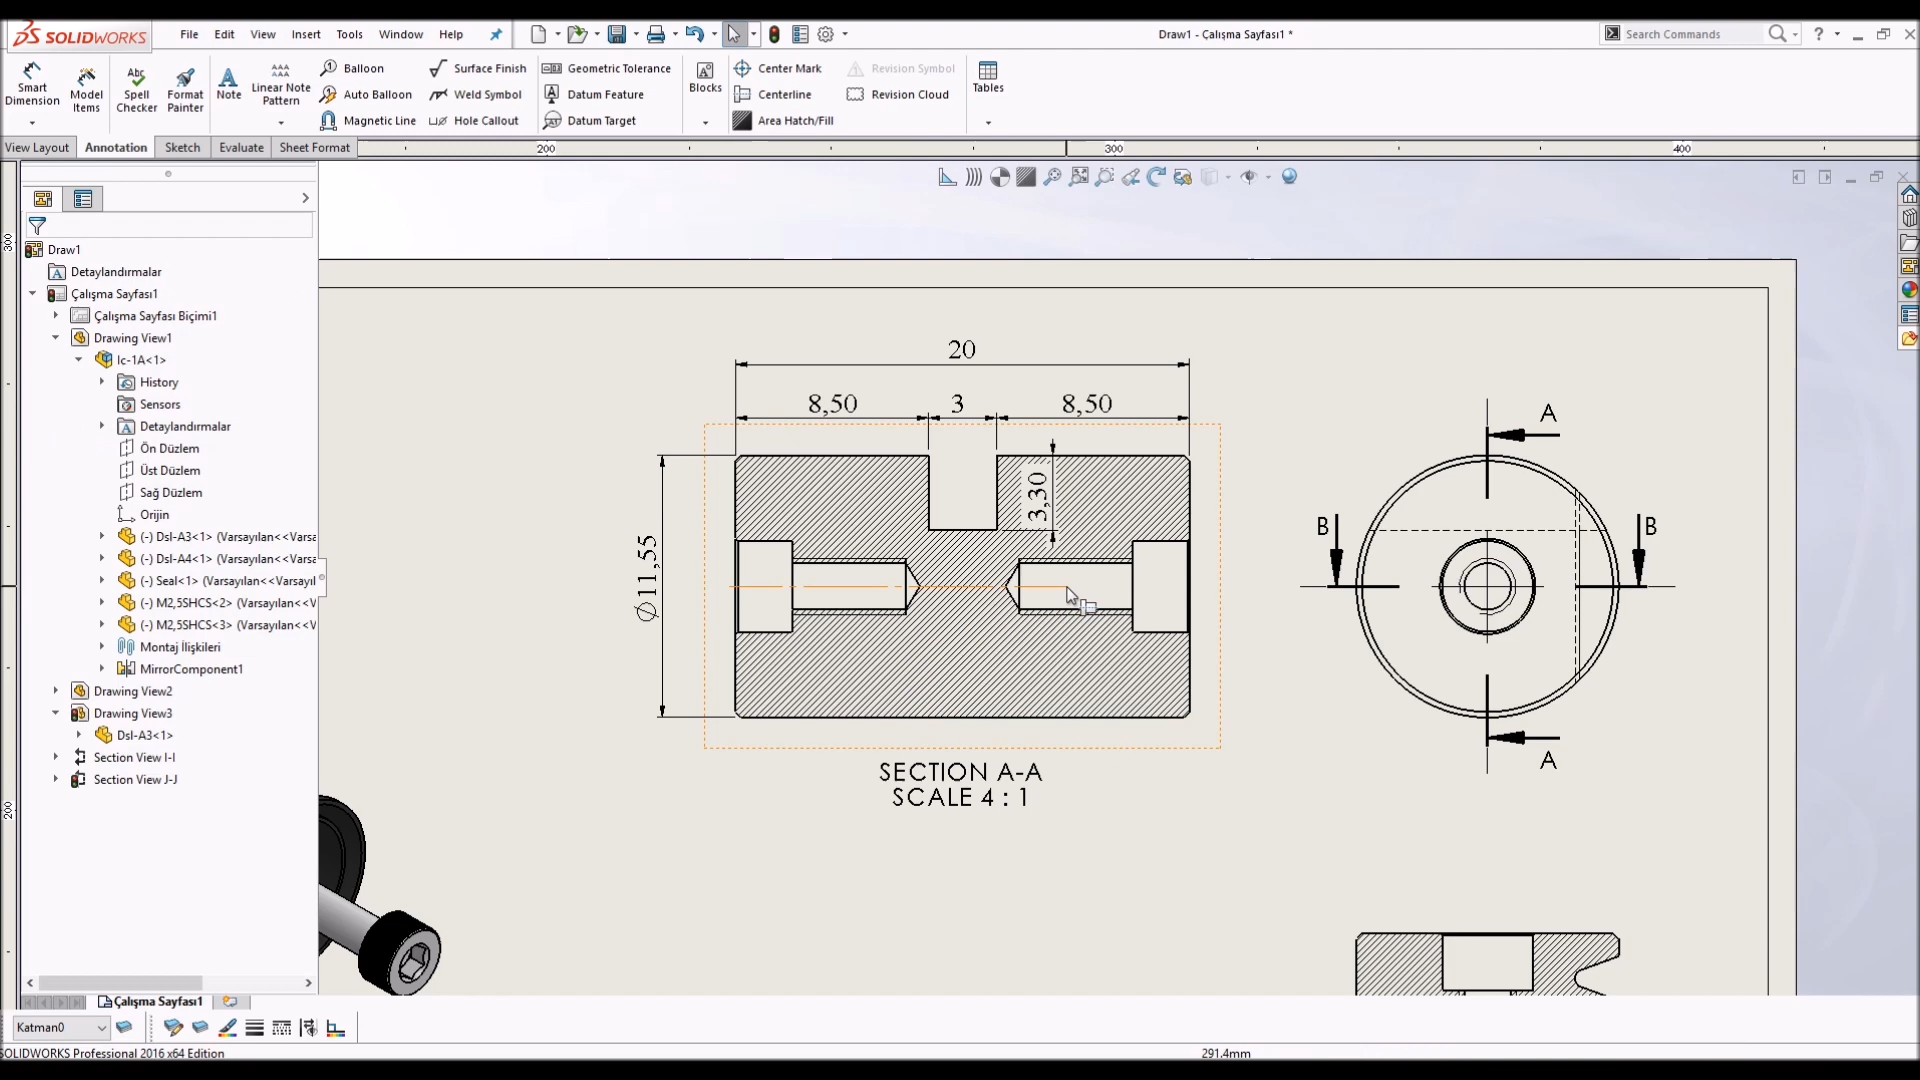 SOLIDWORKS
File Edit View Insert Tools Window Help
Draw1 - Çalışma Sayfası1 *
Search Commands
?
Smart Dimension
Model Items
Spell Checker
Format Painter
Note
Linear Note Pattern
Balloon
Auto Balloon
Magnetic Line
Surface Finish
Weld Symbol
Hole Callout
Geometric Tolerance
Datum Feature
Datum Target
Blocks
Center Mark
Centerline
Area Hatch/Fill
Revision Symbol
Revision Cloud
Tables
View Layout Annotation Sketch Evaluate Sheet Format
200 300 400
300
200
Draw1
Detaylandırmalar
Çalışma Sayfası1
Çalışma Sayfası Biçimi1
Drawing View1
Ic-1A<1>
History
Sensors
Detaylandırmalar
Ön Düzlem
Üst Düzlem
Sağ Düzlem
Orijin
(-) Dsl-A3<1> (Varsayılan<<Varsa
(-) Dsl-A4<1> (Varsayılan<<Varsa
(-) Seal<1> (Varsayılan<<Varsayıl
(-) M2,5SHCS<2> (Varsayılan<<V
(-) M2,5SHCS<3> (Varsayılan<<V
Montaj İlişkileri
MirrorComponent1
Drawing View2
Drawing View3
Dsl-A3<1>
Section View I-I
Section View J-J
20
8,50 3 8,50
3,30
Ø11,55
SECTION A-A
SCALE 4 : 1
A
B B
A
Çalışma Sayfası1
Katman0
SOLIDWORKS Professional 2016 x64 Edition
291.4mm